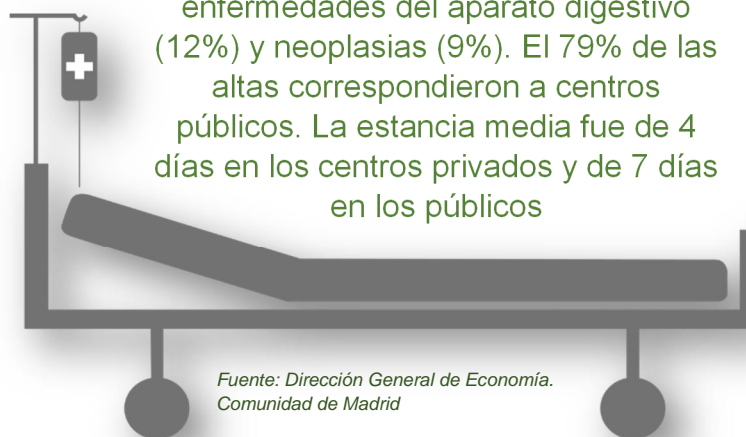 enfermedades del aparato digestivo
(12%) y neoplasias (9%). El 79% de las
altas correspondieron a centros
públicos. La estancia media fue de 4
días en los centros privados y de 7 días
en los públicos
Fuente: Dirección General de Economía.
Comunidad de Madrid